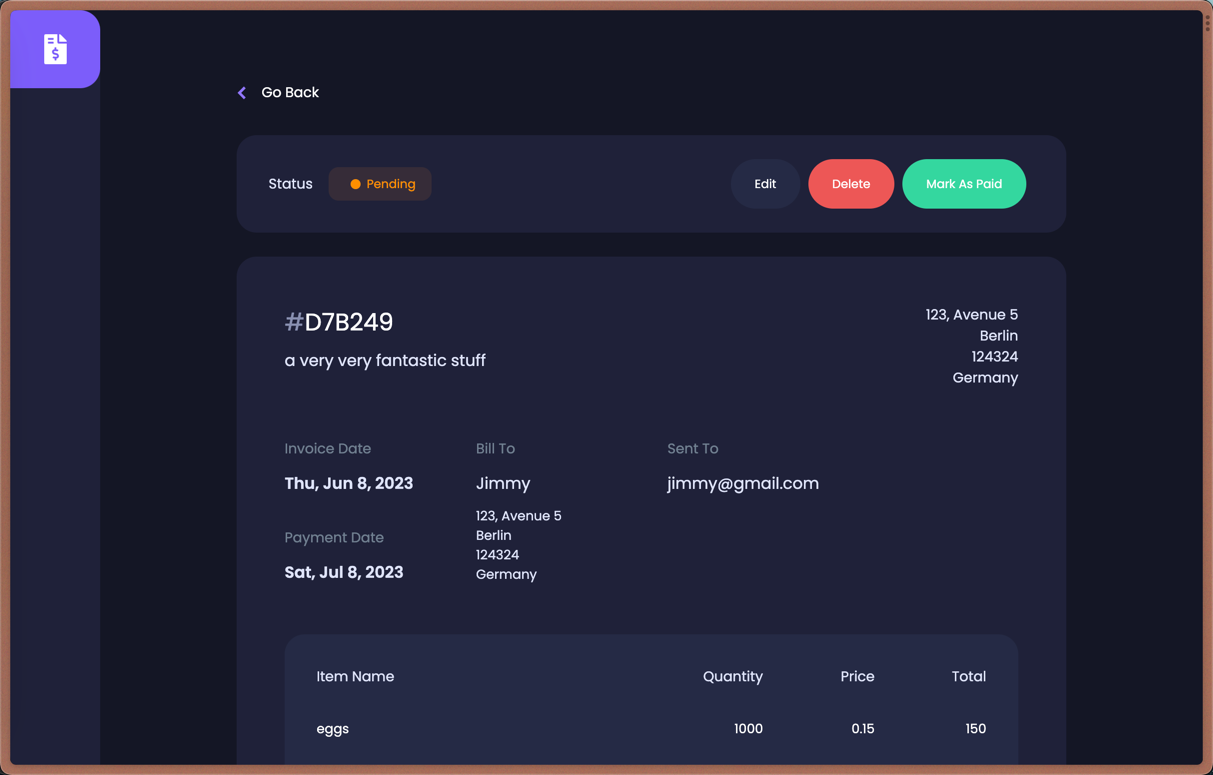 $
Go Back
Status Pending Edit Delete Mark As Paid
#D7B249
a very very fantastic stuff
123, Avenue 5
Berlin
124324
Germany
Invoice Date
Thu, Jun 8, 2023
Payment Date
Sat, Jul 8, 2023
Bill To
Jimmy
123, Avenue 5
Berlin
124324
Germany
Sent To
jimmy@gmail.com
Item Name Quantity Price Total
eggs 1000 0.15 150